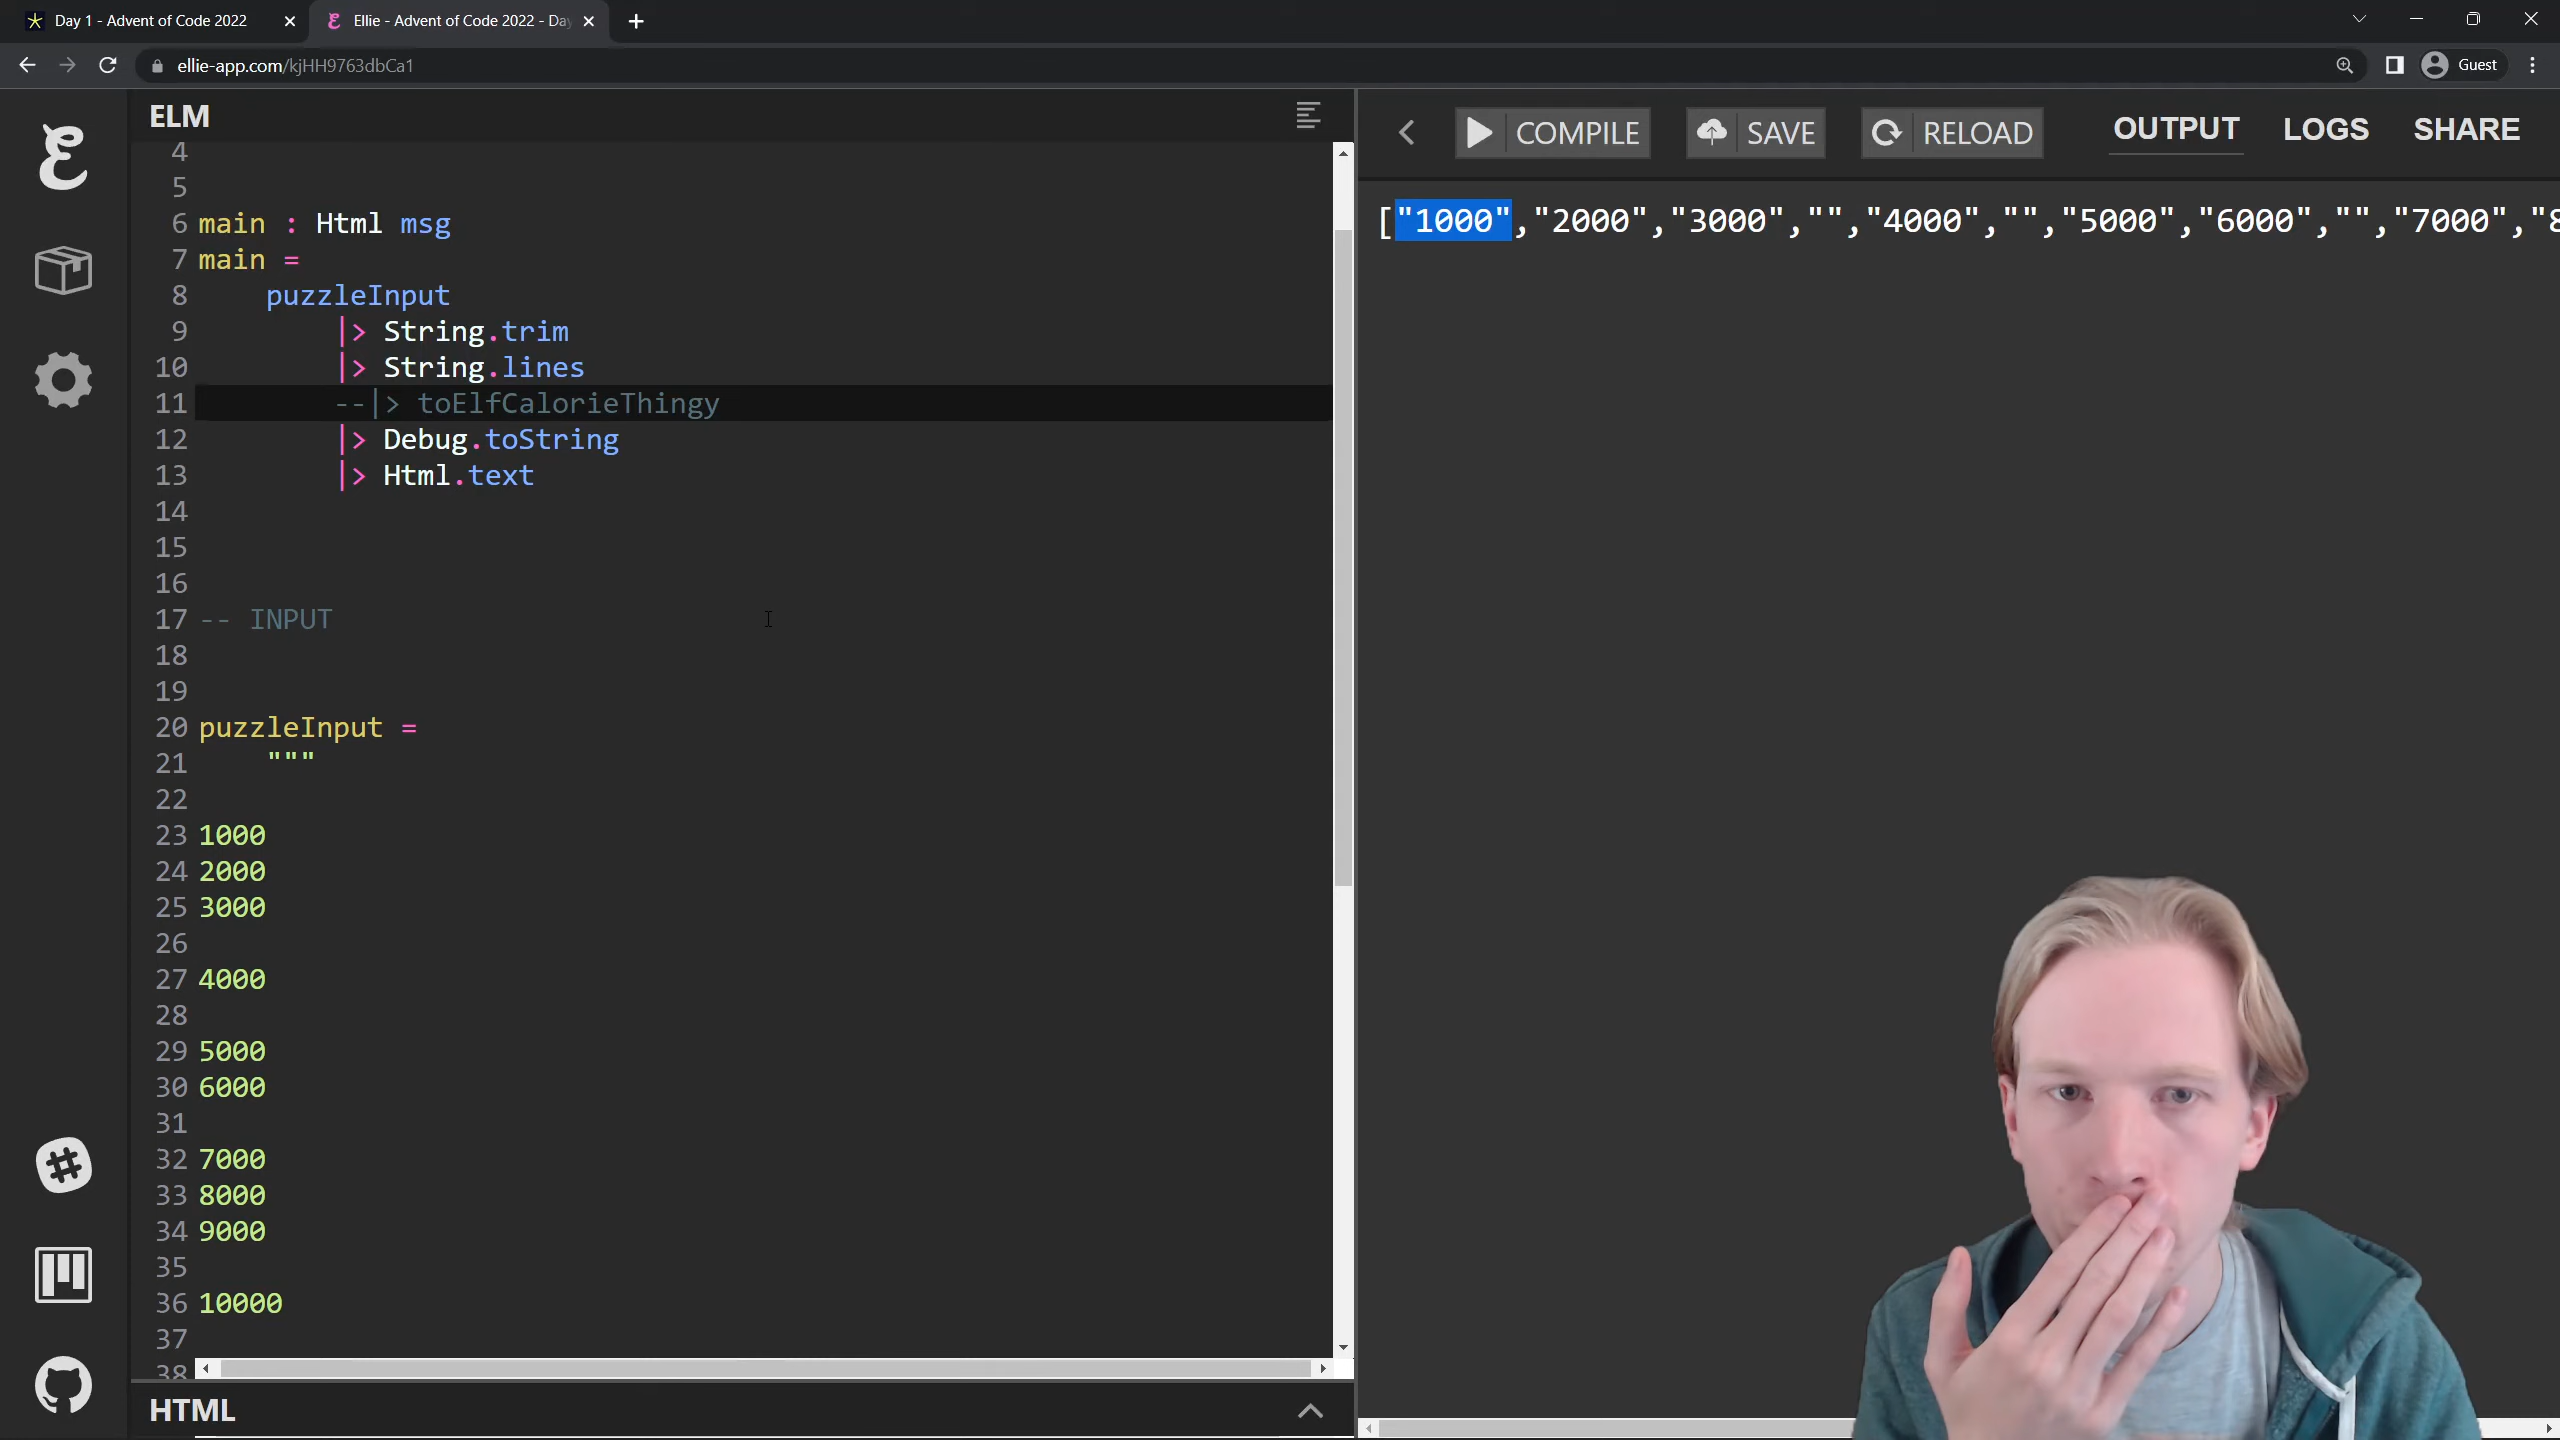 Day 1 - Advent of Code 2022
Ellie - Advent of Code 2022 - Da
ellie-app.com/kjHH9763dbCa1
Guest
ELM
COMPILE
SAVE
RELOAD
OUTPUT
LOGS
SHARE
4
5
6 main : Html msg
7 main =
8 puzzleInput
9 |> String.trim
10 |> String.lines
11 --|> toElfCalorieThingy
12 |> Debug.toString
13 |> Html.text
14
15
16
17 -- INPUT
18
19
20 puzzleInput =
21 """
22
23 1000
24 2000
25 3000
26
27 4000
28
29 5000
30 6000
31
32 7000
33 8000
34 9000
35
36 10000
37
38
["1000","2000","3000","","4000","","5000","6000","","7000","8
HTML